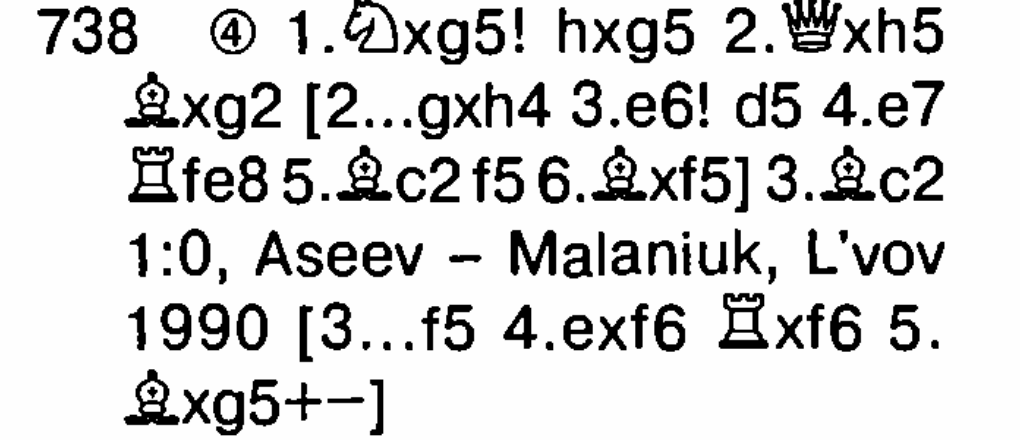 738 ④ 1.♘xg5! hxg5 2.♕xh5
♗xg2 [2...gxh4 3.e6! d5 4.e7
♖fe8 5.♗c2 f5 6.♗xf5] 3.♗c2
1:0, Aseev – Malaniuk, L'vov
1990 [3...f5 4.exf6 ♖xf6 5.
♗xg5+−]